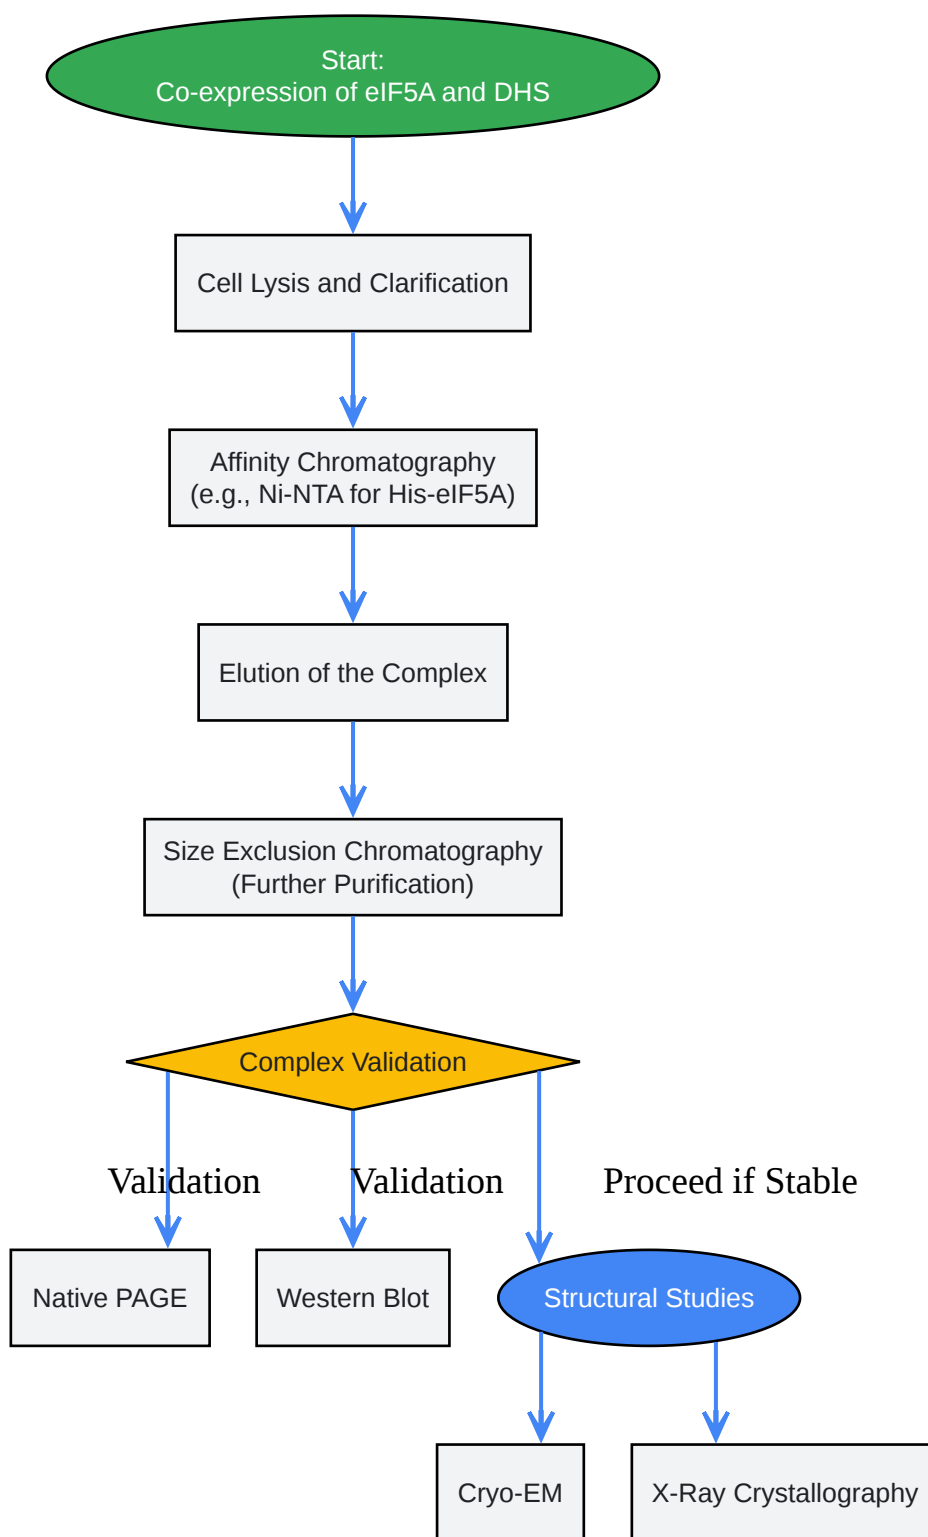 Start:
Co-expression of eIF5A and DHS
Cell Lysis and Clarification
Affinity Chromatography
(e.g., Ni-NTA for His-eIF5A)
Elution of the Complex
Size Exclusion Chromatography
(Further Purification)
Complex Validation
Validation
Validation
Proceed if Stable
Native PAGE
Western Blot
Structural Studies
Cryo-EM
X-Ray Crystallography